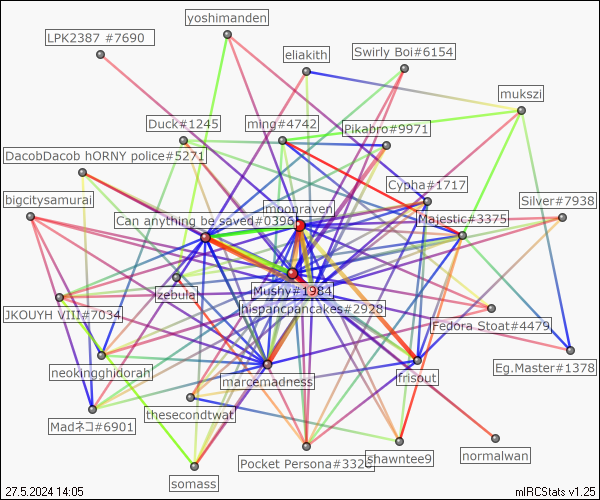 yoshimanden
LPK2387 #7690
eliakith
Swirly Boi#6154
mukszi
Duck#1245
ming#4742
Pikabro#9971
DacobDacob hORNY police#5271
Cypha#1717
bigcitysamurai
moonraven
Silver#7938
Can anything be saved#0396
Majestic#3375
zebula
Mushy#1984
JKOUYH VIII#7034
hispancpancakes#2928
Fedora Stoat#4479
neokingghidorah
marcemadness
frisout
Eg.Master#1378
thesecondtwat
Madネコ#6901
Pocket Persona#3326
shawntee9
normalwan
somass
27.5.2024 14:05
mIRCStats v1.25